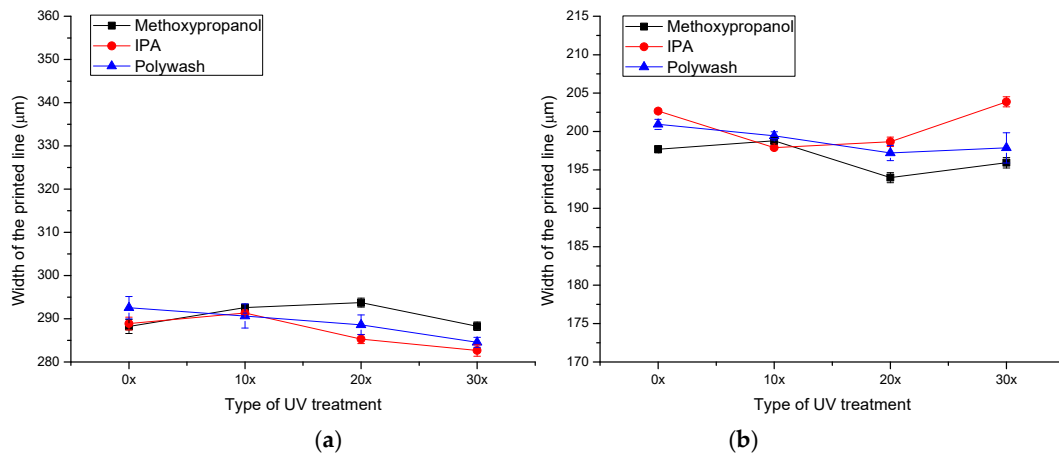 360
350
340
330
320
310
300
290
280
Width of the printed line (μm)
Methoxypropanol
IPA
Polywash
0x 10x 20x 30x
Type of UV treatment
(a)
215
210
205
200
195
190
185
180
175
170
Width of the printed line (μm)
Methoxypropanol
IPA
Polywash
0x 10x 20x 30x
Type of UV treatment
(b)